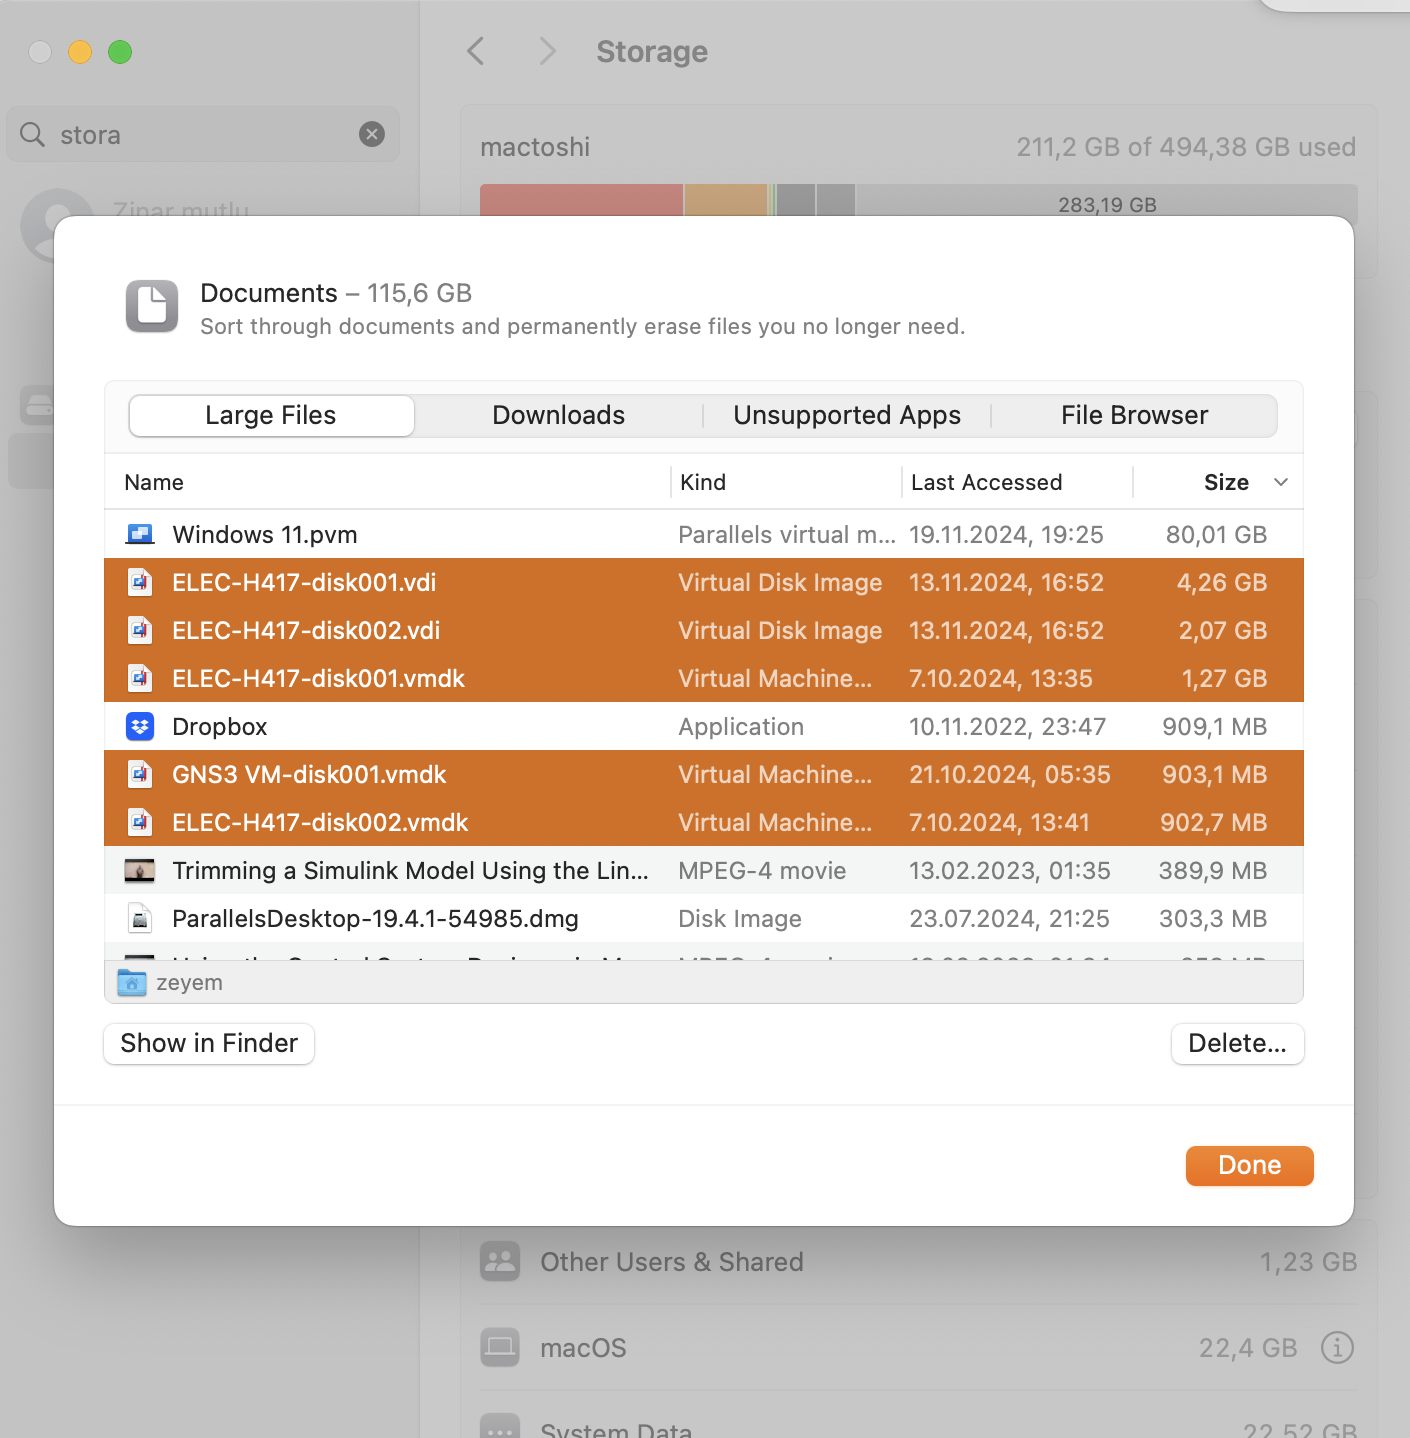 Storage
stora
mactoshi
211,2 GB of 494,38 GB used
283,19 GB
Zinar mutlu
Documents – 115,6 GB
Sort through documents and permanently erase files you no longer need.
Large Files Downloads Unsupported Apps File Browser
Name Kind Last Accessed Size
Windows 11.pvm Parallels virtual m... 19.11.2024, 19:25 80,01 GB
ELEC-H417-disk001.vdi Virtual Disk Image 13.11.2024, 16:52 4,26 GB
ELEC-H417-disk002.vdi Virtual Disk Image 13.11.2024, 16:52 2,07 GB
ELEC-H417-disk001.vmdk Virtual Machine... 7.10.2024, 13:35 1,27 GB
Dropbox Application 10.11.2022, 23:47 909,1 MB
GNS3 VM-disk001.vmdk Virtual Machine... 21.10.2024, 05:35 903,1 MB
ELEC-H417-disk002.vmdk Virtual Machine... 7.10.2024, 13:41 902,7 MB
Trimming a Simulink Model Using the Lin... MPEG-4 movie 13.02.2023, 01:35 389,9 MB
ParallelsDesktop-19.4.1-54985.dmg Disk Image 23.07.2024, 21:25 303,3 MB
zeyem
Show in Finder Delete...
Done
Other Users & Shared 1,23 GB
macOS 22,4 GB
System Data 22,52 GB